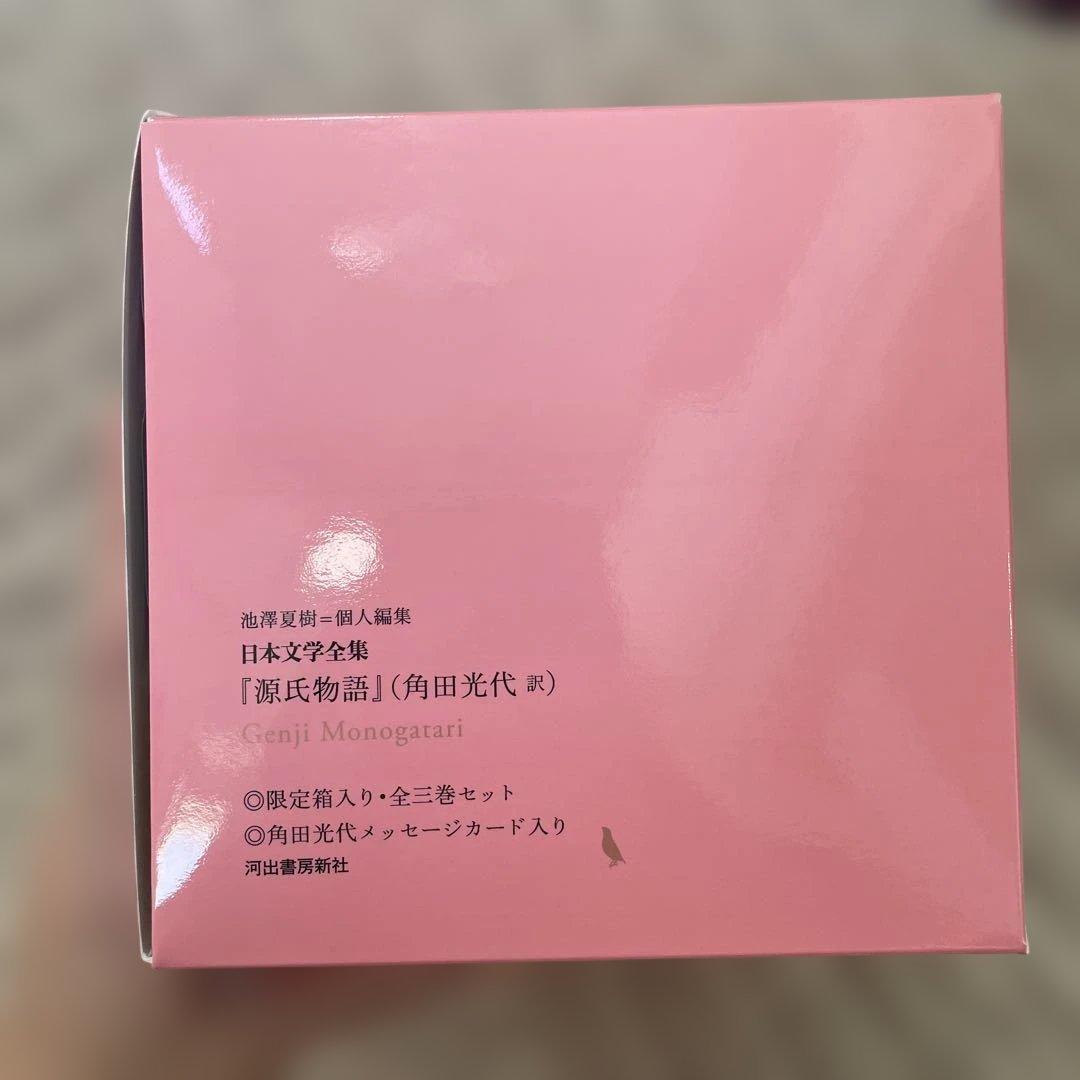 池澤夏樹=個人編集
日本文学全集
『源氏物語』（角田光代 訳）
Genji Monogatari
◎限定箱入り・全三巻セット
◎角田光代メッセージカード入り
河出書房新社